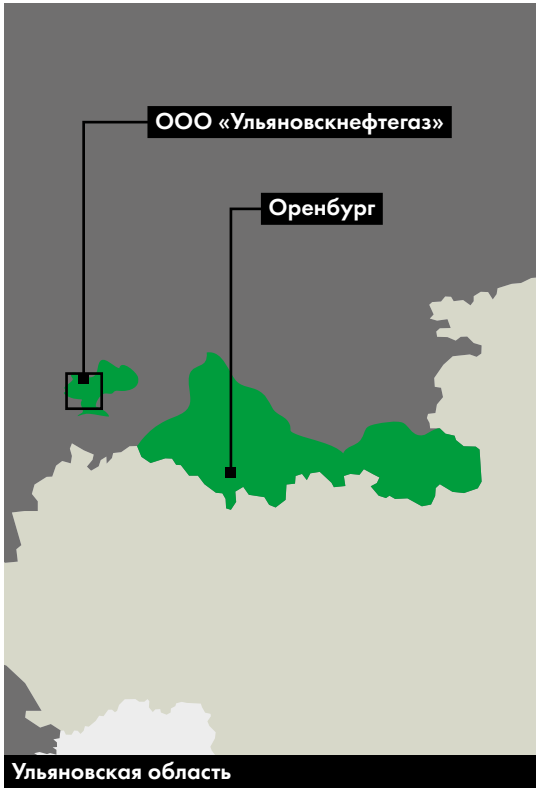 ООО «Ульяновскнефтегаз»
Оренбург
Ульяновская область